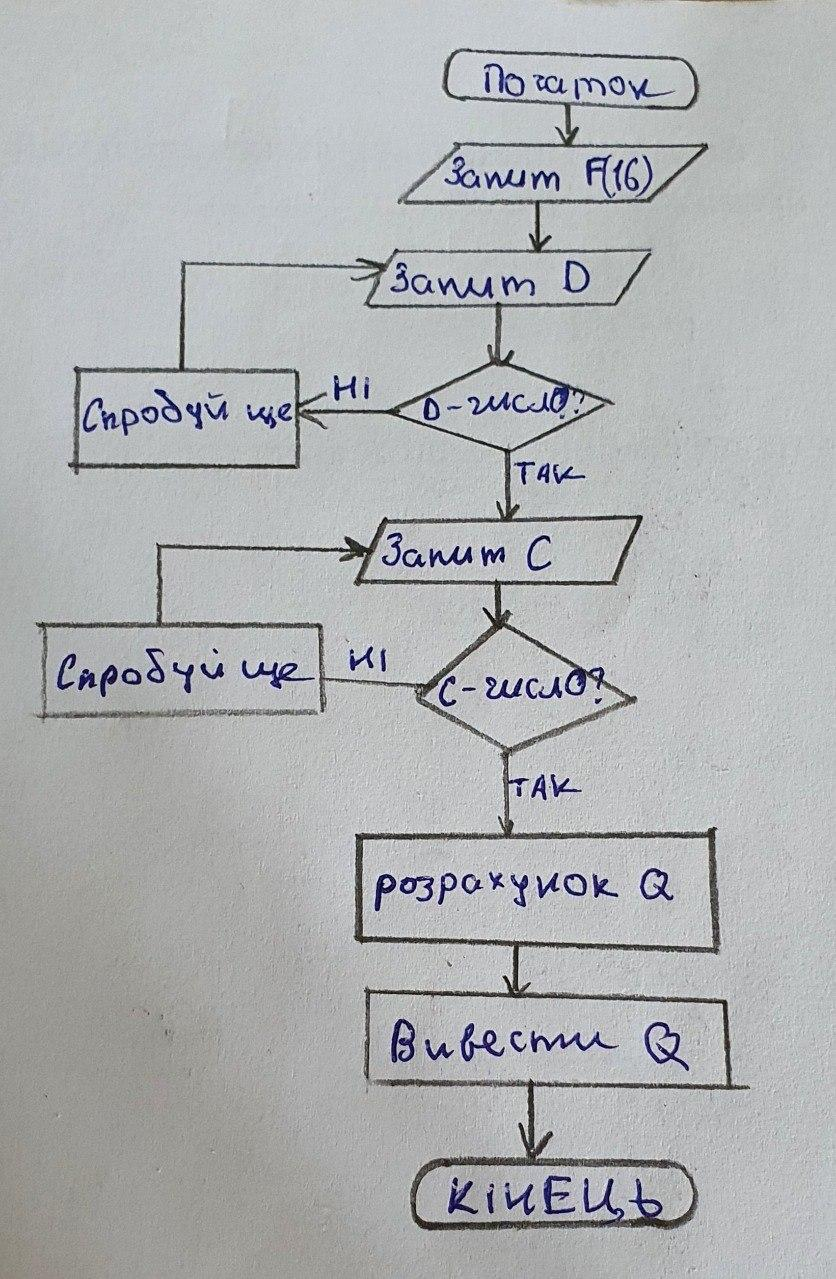 Початок
Запит F(16)
Запит D
D-число?
НІ
Спробуй ще
ТАК
Запит C
C-число?
НІ
Спробуй ще
ТАК
розрахунок Q
Вивести Q
КІНЕЦЬ